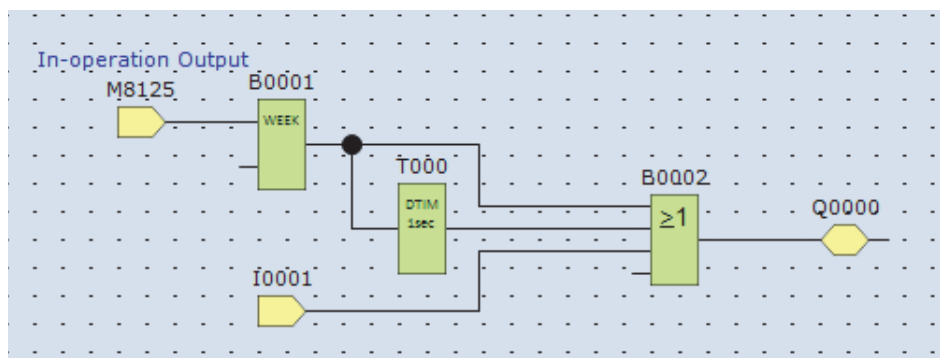 In-operation Output
M8125
B0001
WEEK
T000
DTIM
1sec
B0002
≥1
Q0000
I0001